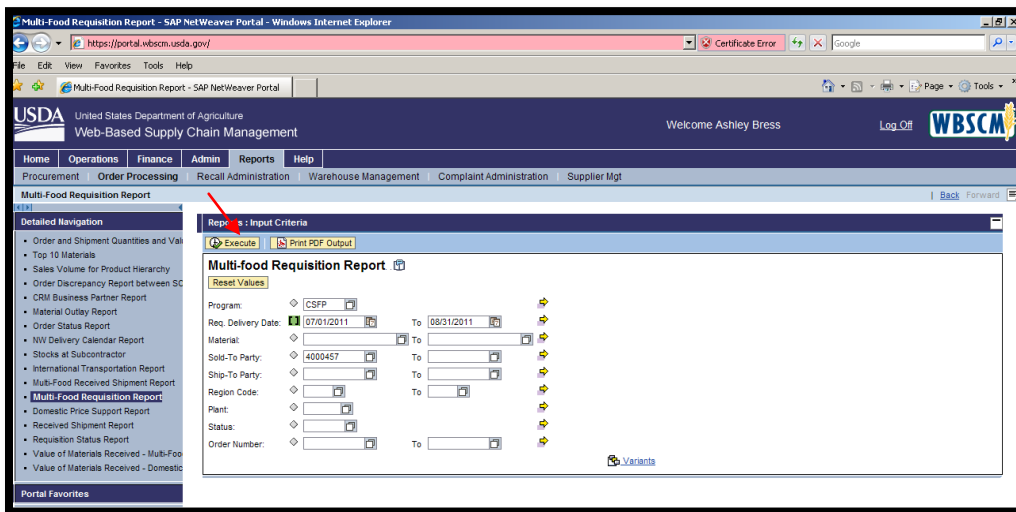 Multi-Food Requisition Report - SAP NetWeaver Portal - Windows Internet Explorer
https://portal.wbscm.usda.gov/
Certificate Error
Google
File Edit View Favorites Tools Help
Multi-Food Requisition Report - SAP NetWeaver Portal
Page Tools
USDA
United States Department of Agriculture
Web-Based Supply Chain Management
Welcome Ashley Bress
Log Off
WBSCM
Home Operations Finance Admin Reports Help
Procurement Order Processing Recall Administration Warehouse Management Complaint Administration Supplier Mgt
Multi-Food Requisition Report
Back Forward
Detailed Navigation
Order and Shipment Quantities and Valu
Top 10 Materials
Sales Volume for Product Hierarchy
Order Discrepancy Report between SC
CRM Business Partner Report
Material Outlay Report
Order Status Report
NW Delivery Calendar Report
Stocks at Subcontractor
International Transportation Report
Multi-Food Received Shipment Report
Multi-Food Requisition Report
Domestic Price Support Report
Received Shipment Report
Requisition Status Report
Value of Materials Received - Multi-Foo
Value of Materials Received - Domestic
Portal Favorites
Reports : Input Criteria
Execute Print PDF Output
Multi-food Requisition Report
Reset Values
Program: CSFP
Req. Delivery Date: 07/01/2011 To 08/31/2011
Material: To
Sold-To Party: 4000457 To
Ship-To Party: To
Region Code: To
Plant:
Status:
Order Number: To
Variants